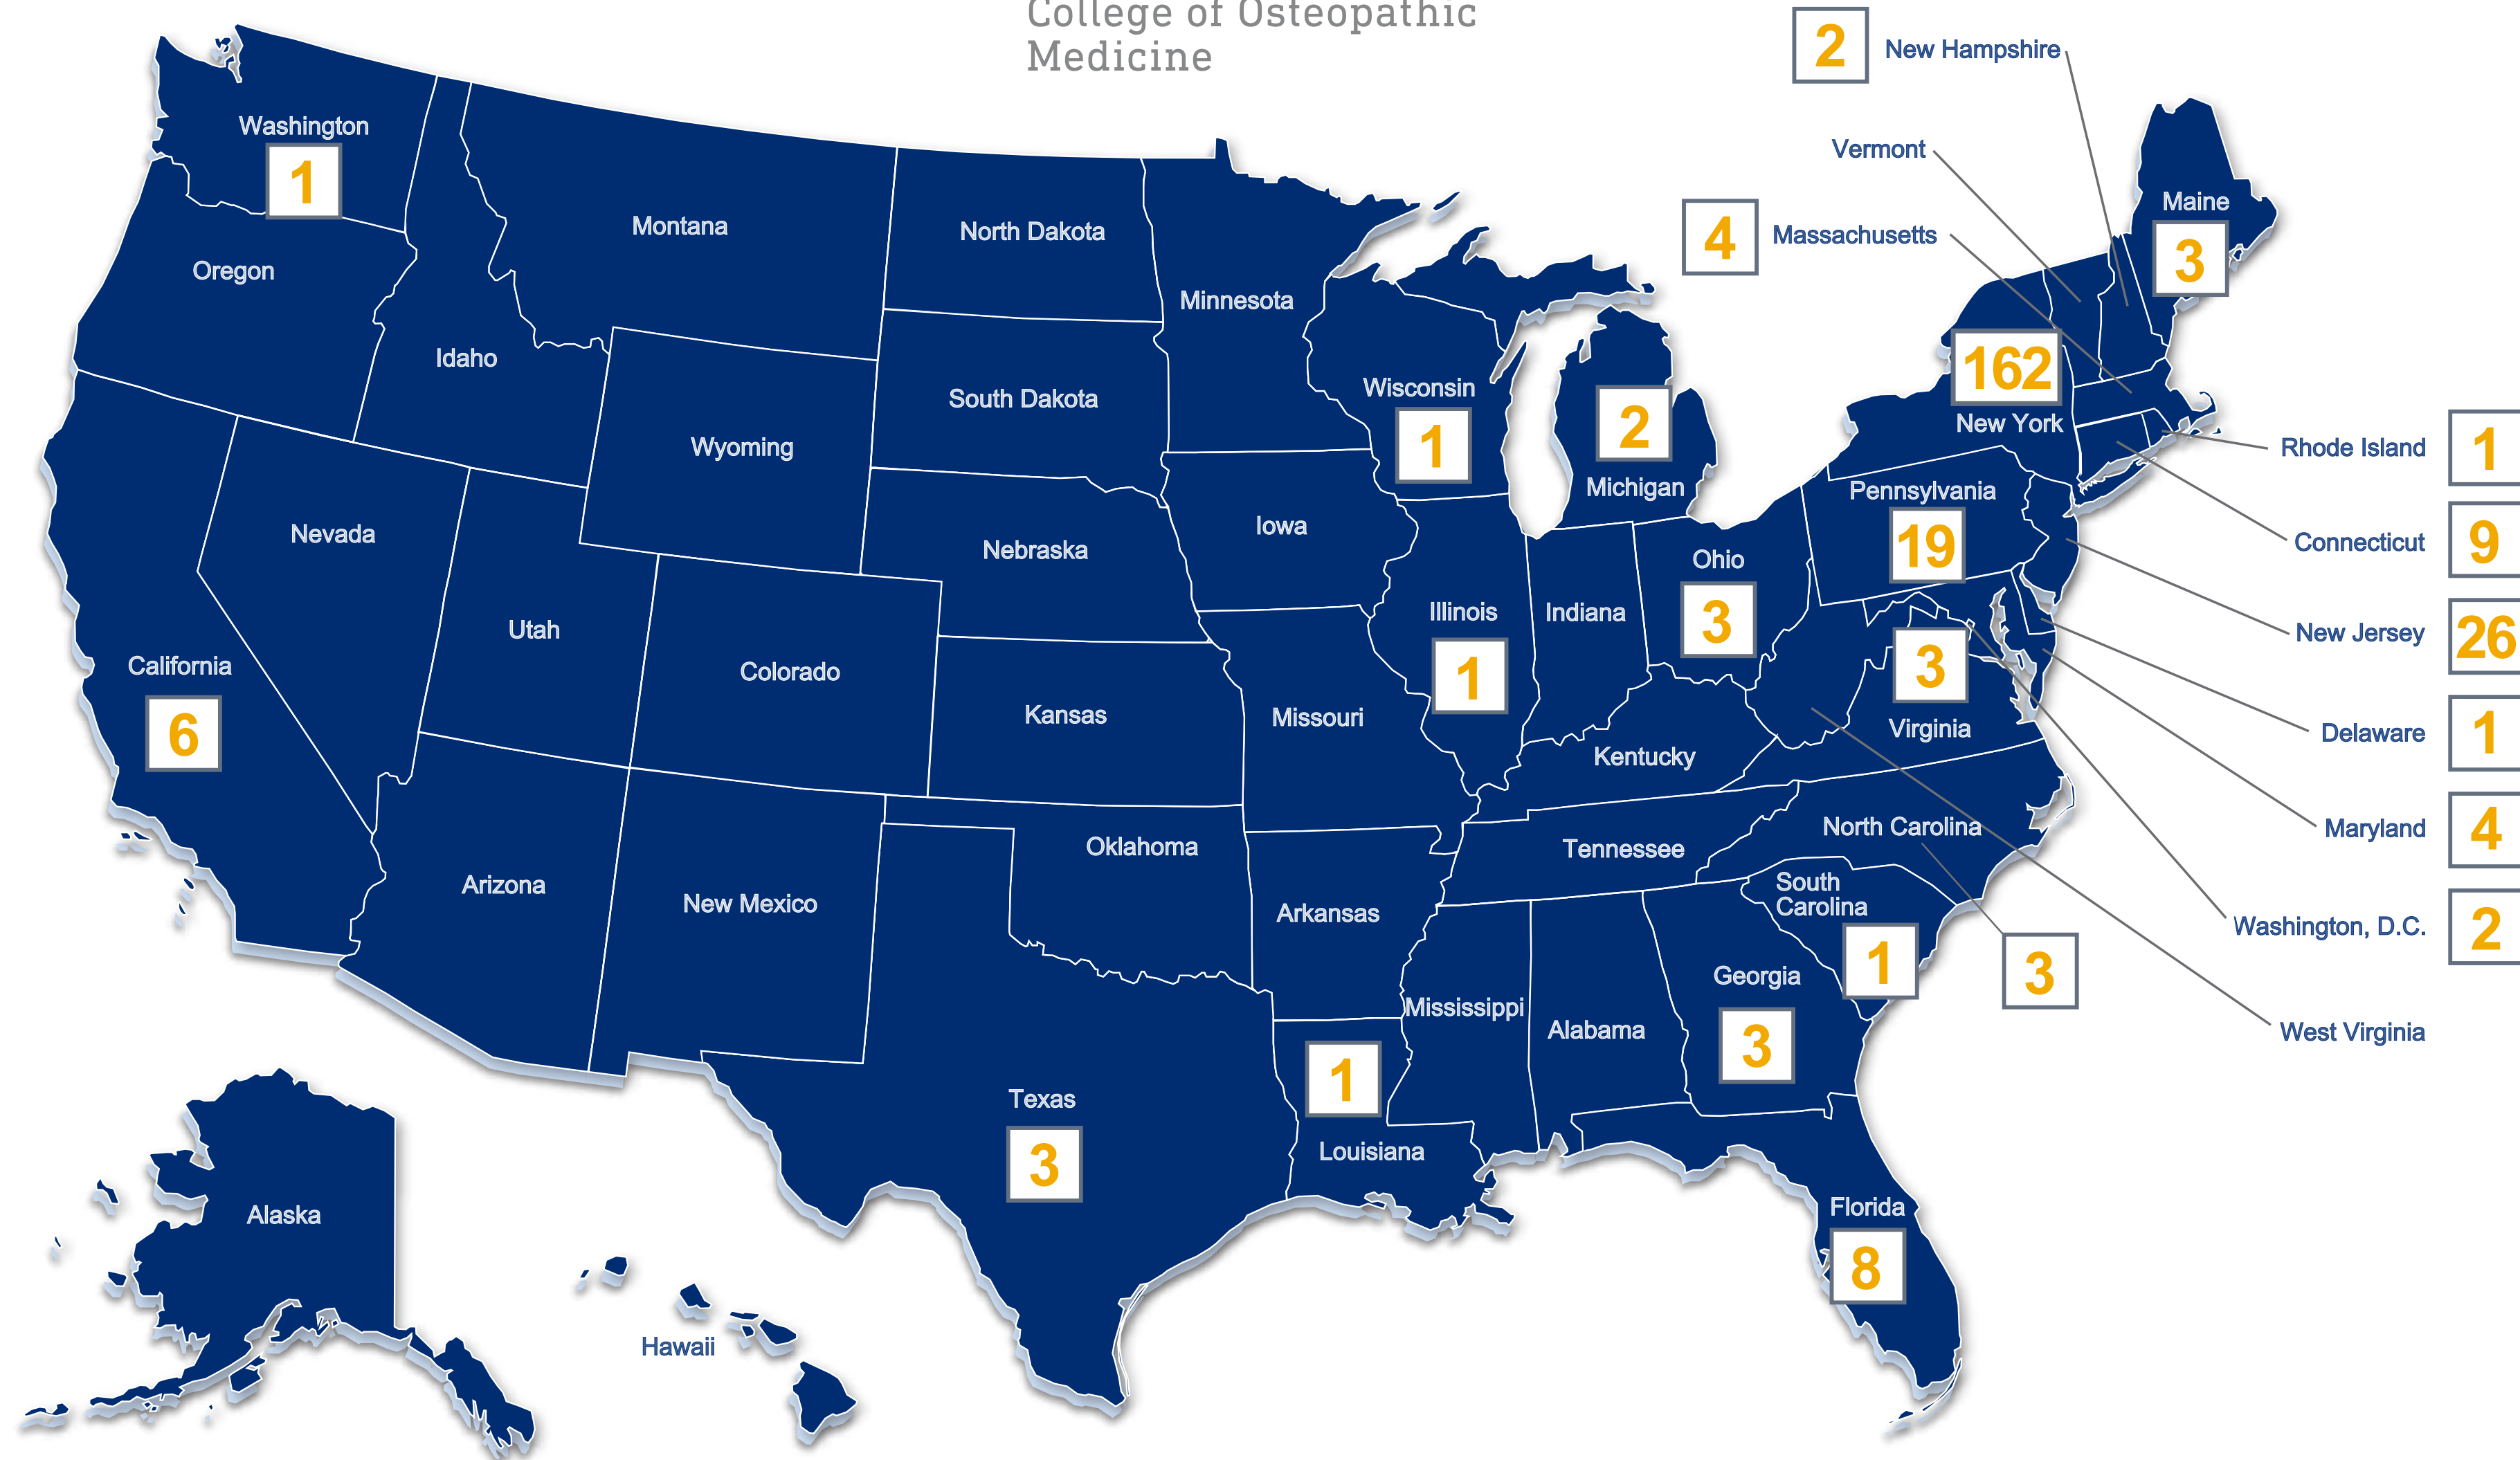 College of Osteopathic
Medicine
2
New Hampshire
Vermont
4
Massachusetts
Maine
3
Washington
1
Oregon
Montana
North Dakota
Minnesota
Idaho
Wyoming
South Dakota
Wisconsin
1
2
Michigan
162
New York
Rhode Island
1
Connecticut
9
New Jersey
26
Delaware
1
Maryland
4
Washington, D.C.
2
West Virginia
Pennsylvania
19
Nevada
Utah
California
6
Colorado
Nebraska
Iowa
Kansas
Missouri
Illinois
1
Indiana
Ohio
3
Kentucky
3
Virginia
North Carolina
3
Tennessee
South
Carolina
1
Arizona
New Mexico
Oklahoma
Arkansas
Mississippi
Alabama
Georgia
3
Texas
3
1
Louisiana
Florida
8
Alaska
Hawaii